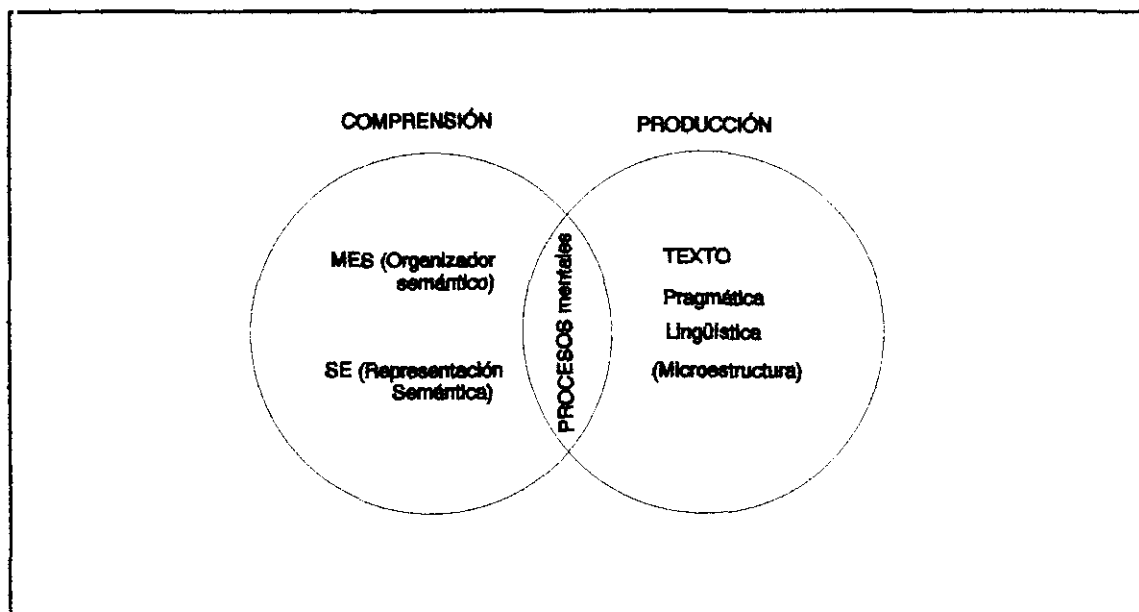 COMPRENSIÓN
MES (Organizador
semántico)
SE (Representación
Semántica)
PROCESOS mentales
PRODUCCIÓN
TEXTO
Pragmática
Lingüística
(Microestructura)